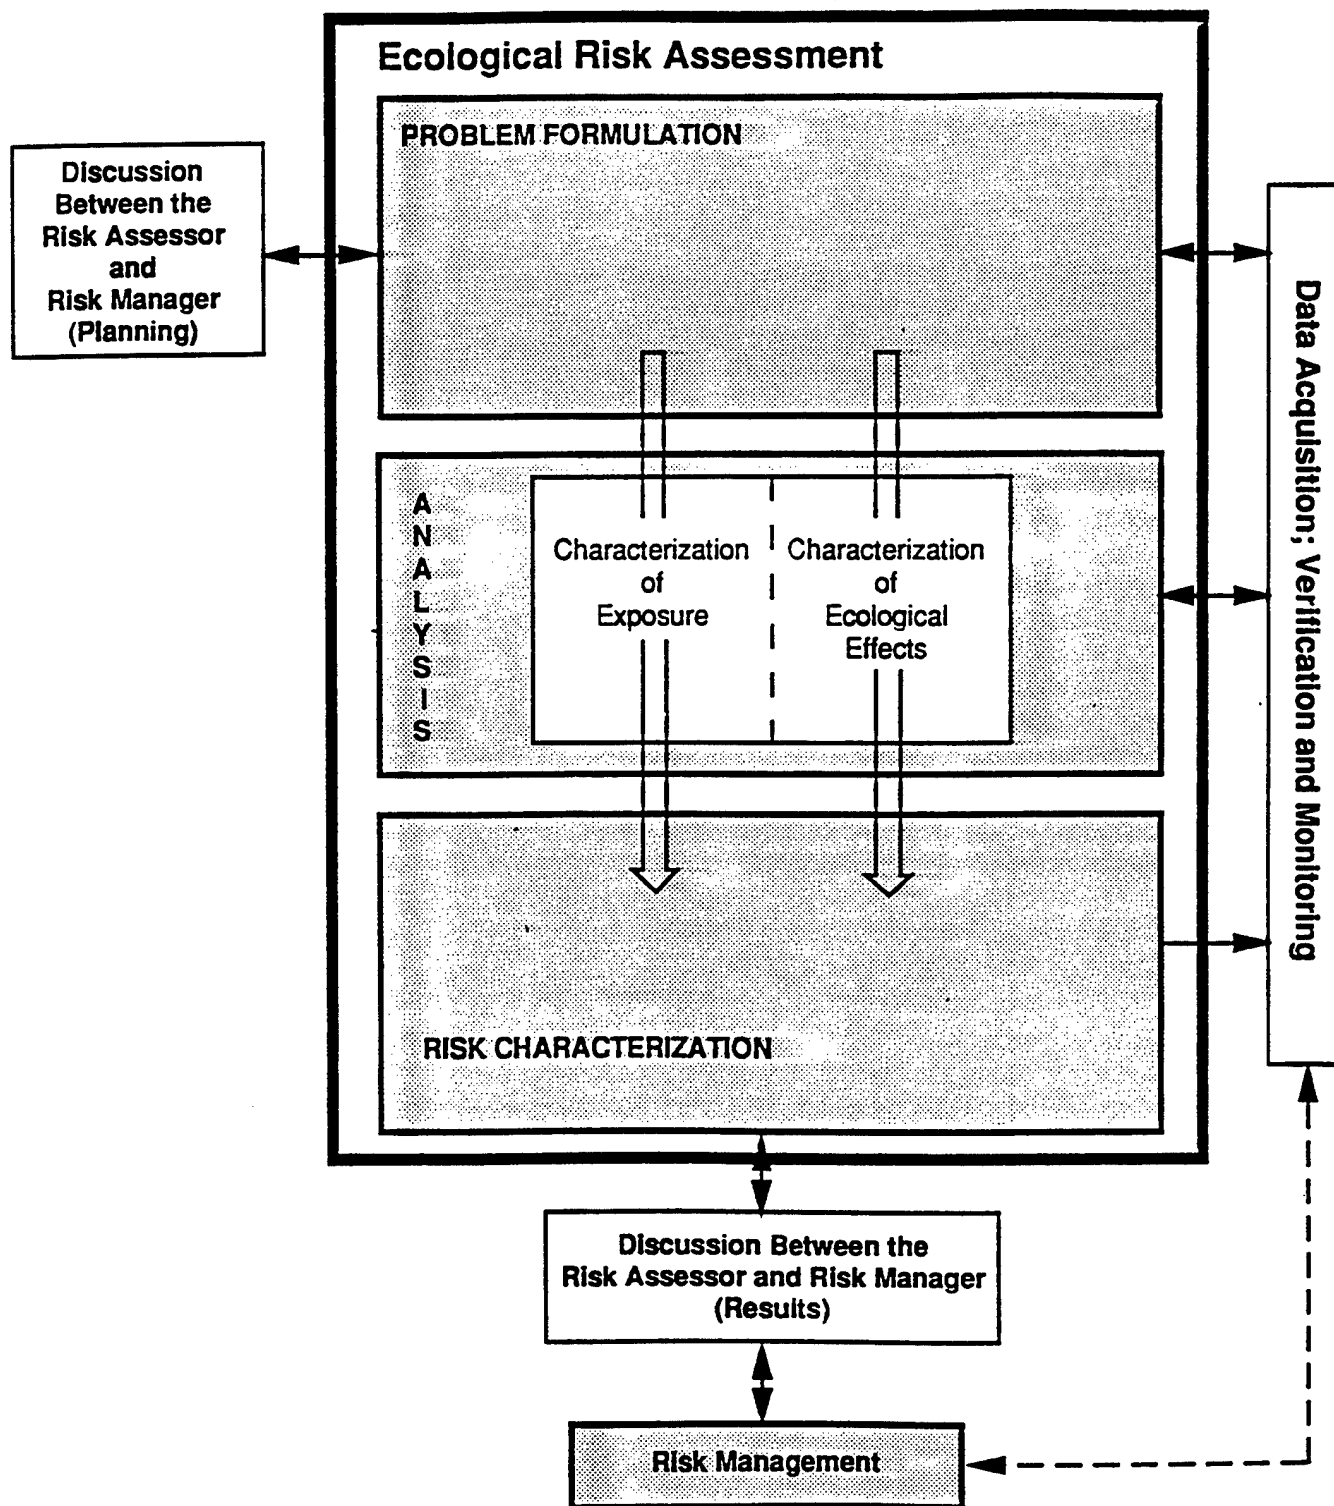 Ecological Risk Assessment
PROBLEM FORMULATION
Discussion
Between the
Risk Assessor
and
Risk Manager
(Planning)
Data Acquisition; Verification and Monitoring
ANALYSIS
Characterization
of
Exposure
Characterization
of
Ecological
Effects
RISK CHARACTERIZATION
Discussion Between the
Risk Assessor and Risk Manager
(Results)
Risk Management